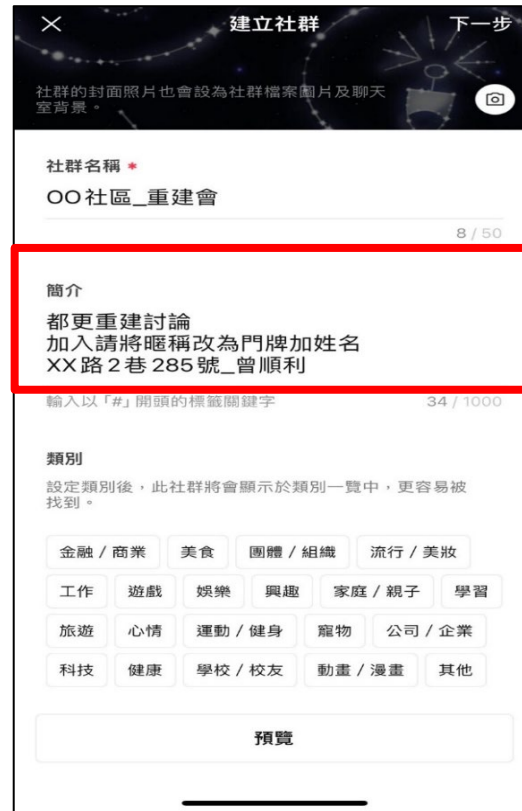 建立社群
下一步
社群的封面照片也會設為社群檔案圖片及聊天
室背景。
社群名稱 *
OO社區_重建會
8 / 50
簡介
都更重建討論
加入請將暱稱改為門牌加姓名
XX路2巷285號_曾順利
輸入以「#」開頭的標籤關鍵字
34 / 1000
類別
設定類別後，此社群將會顯示於類別一覽中，更容易被
找到。
金融 / 商業 美食 團體 / 組織 流行 / 美妝
工作 遊戲 娛樂 興趣 家庭 / 親子 學習
旅遊 心情 運動 / 健身 寵物 公司 / 企業
科技 健康 學校 / 校友 動畫 / 漫畫 其他
預覽